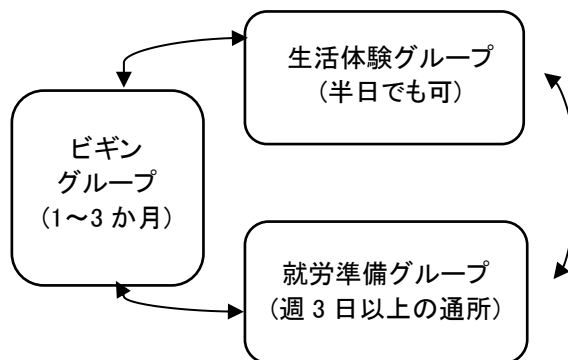 ビギン
グループ
(1～3 か月)
生活体験グループ
(半日でも可)
就労準備グループ
(週 3 日以上の通所)